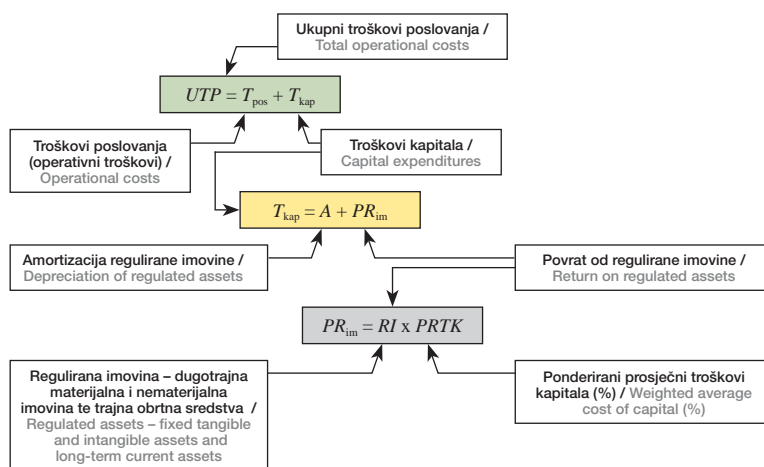 Ukupni troškovi poslovanja /
Total operational costs
UTP = T_pos + T_kap
Troškovi poslovanja
(operativni troškovi) /
Operational costs
Troškovi kapitala /
Capital expenditures
T_kap = A + PR_im
Amortizacija regulirane imovine /
Depreciation of regulated assets
Povrat od regulirane imovine /
Return on regulated assets
PR_im = RI x PRTK
Regulirana imovina – dugotrajna
materijalna i nematerijalna
imovina te trajna obrtna sredstva /
Regulated assets – fixed tangible
and intangible assets and
long-term current assets
Ponderirani prosječni troškovi
kapitala (%) / Weighted average
cost of capital (%)